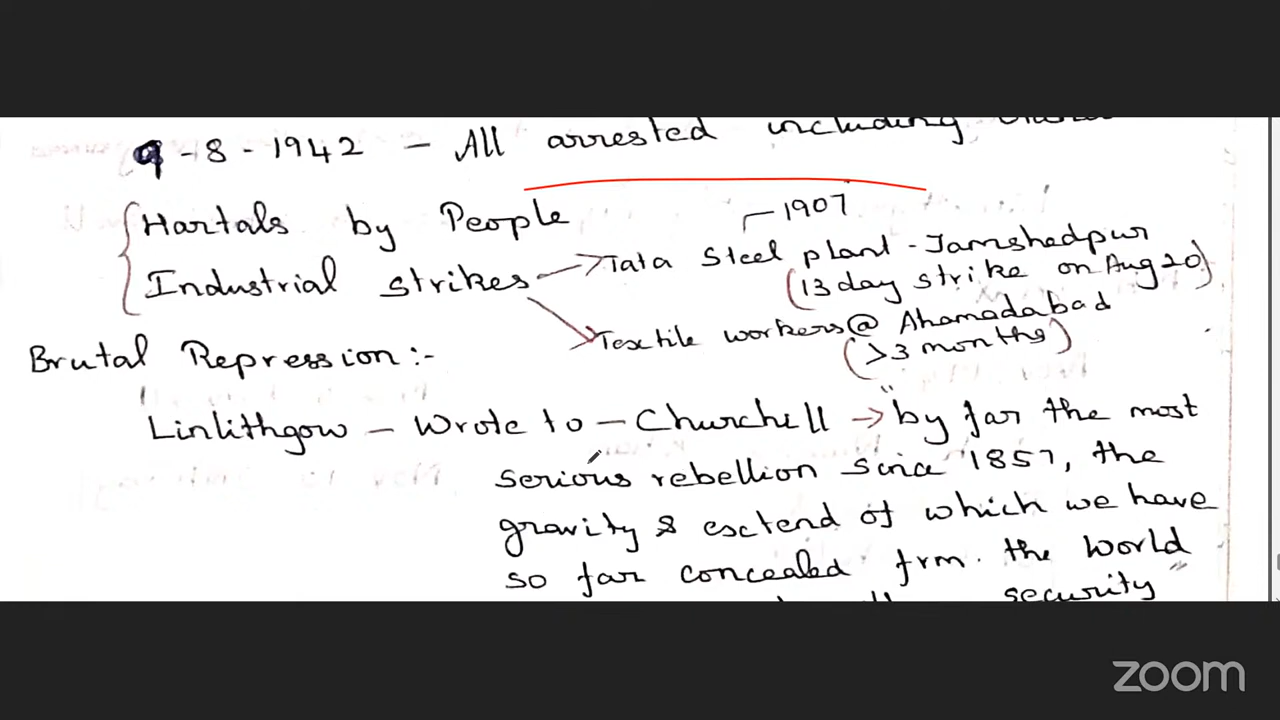 9-8-1942 - All arrested including
Hartals by People
1907
Industrial strikes → Tata Steel plant - Jamshedpur
(13 day strike on Aug 20)
Textile workers @ Ahamadabad
(>3 months)
Brutal Repression :-
Linlithgow - Wrote to - Churchill → "by far the most
serious rebellion since 1857, the
gravity & esctend of which we have
so far concealed frm. the World
security "
zoom